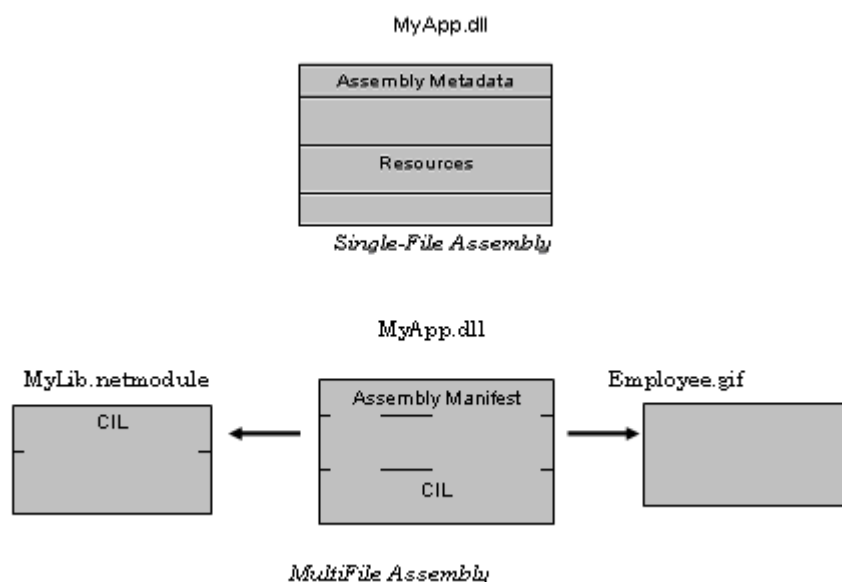 MyApp.dll
Assembly Metadata
Resources
Single-File Assembly
MyApp.dll
MyLib.netmodule
Employee.gif
Assembly Manifest
CIL
CIL
MultiFile Assembly